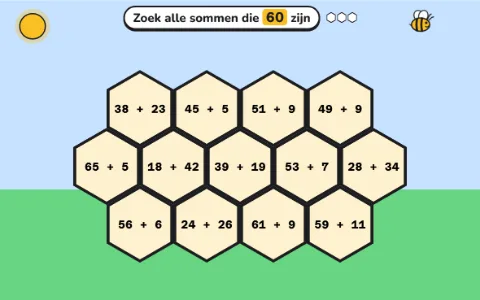 Zoek alle sommen die 60 zijn
38 + 23 45 + 5 51 + 9 49 + 9
65 + 5 18 + 42 39 + 19 53 + 7 28 + 34
56 + 6 24 + 26 61 + 9 59 + 11